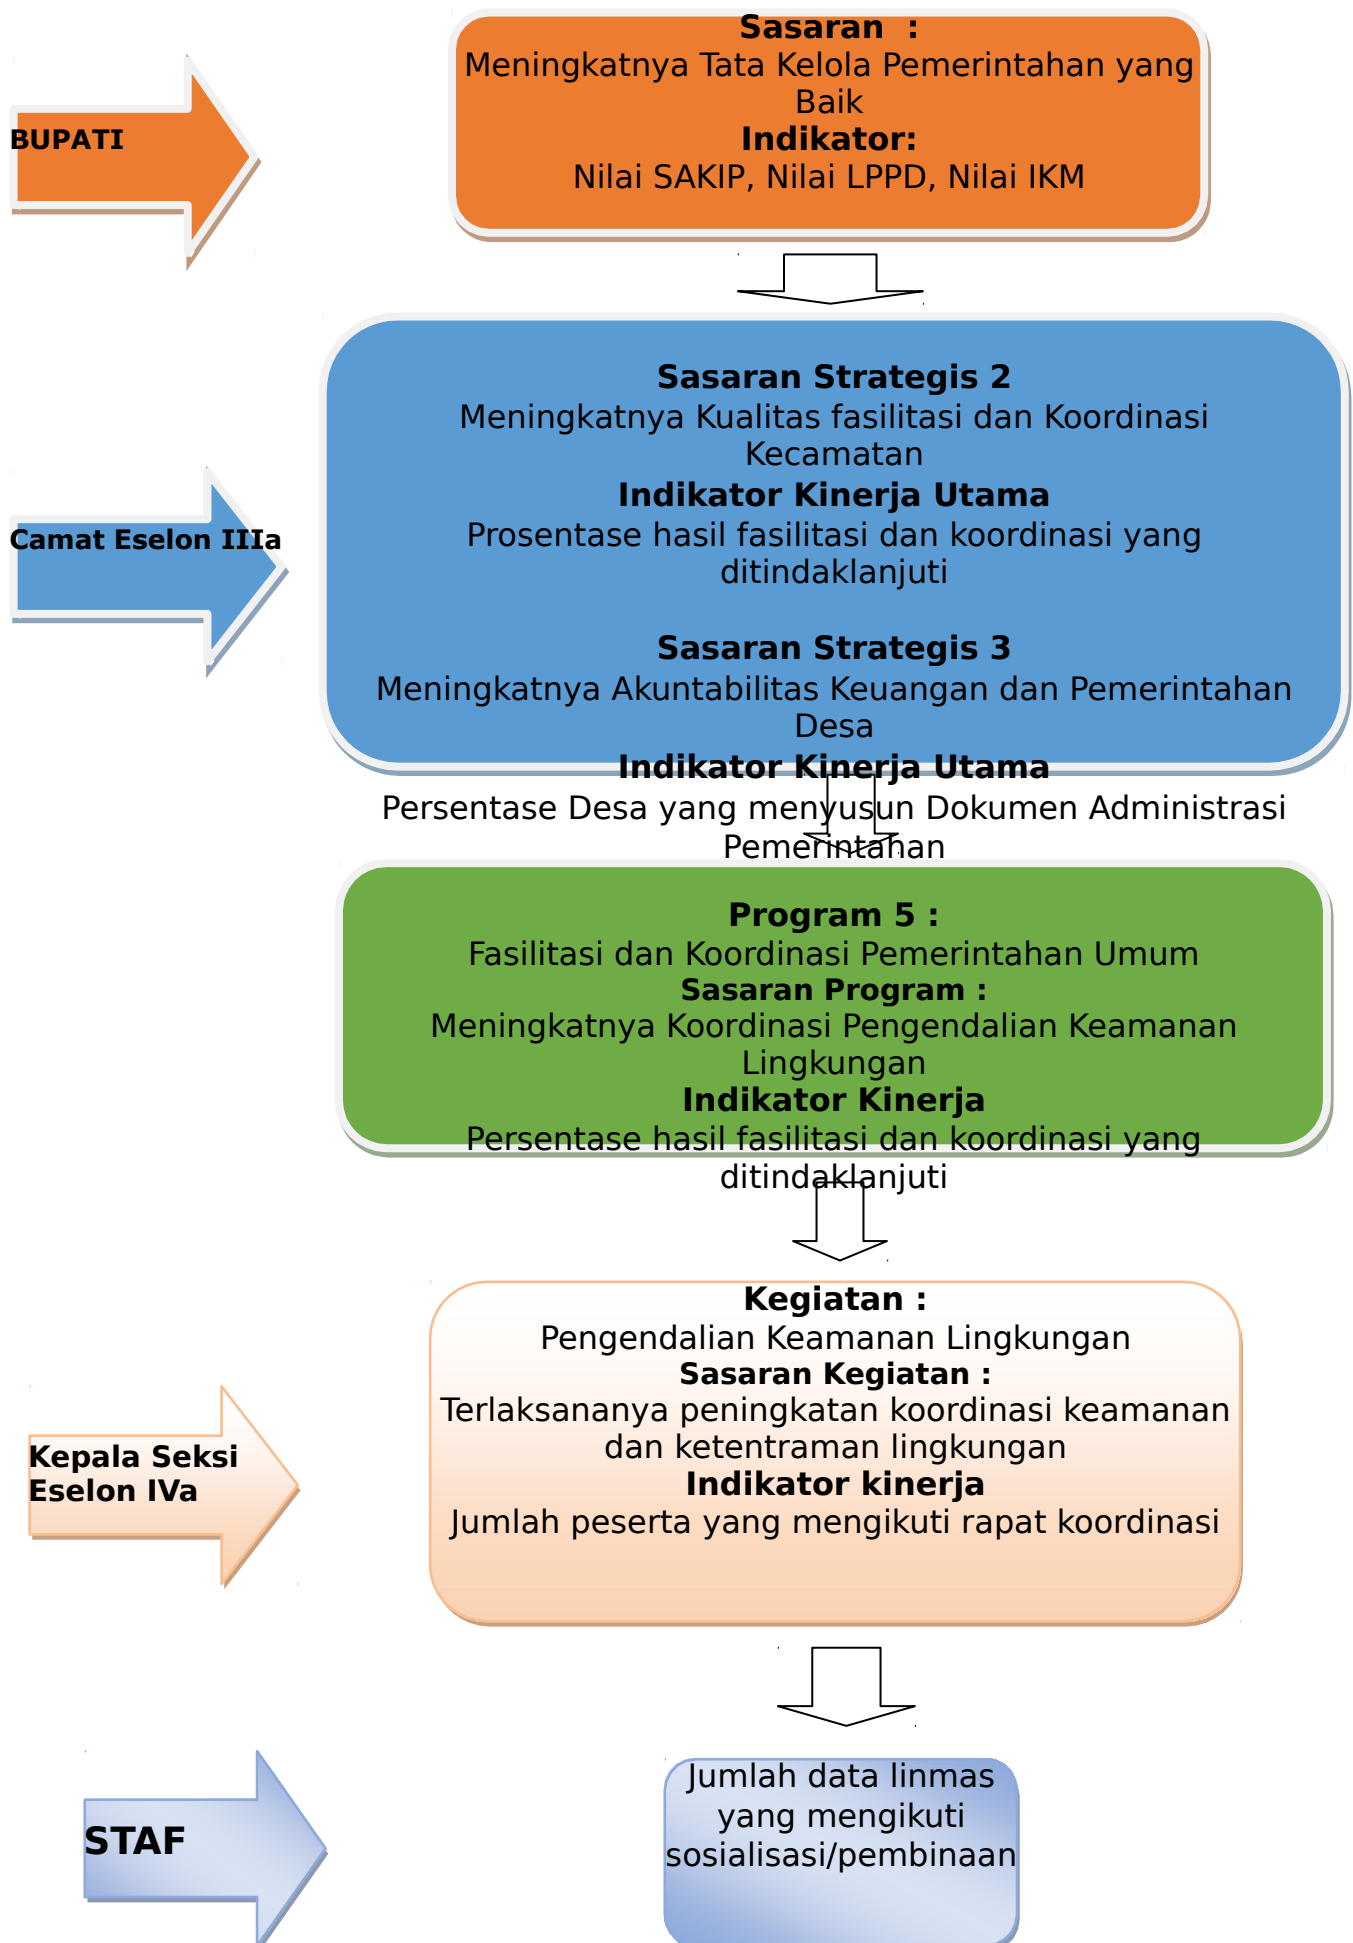 Sasaran :
Meningkatnya Tata Kelola Pemerintahan yang
Baik
Indikator:
Nilai SAKIP, Nilai LPPD, Nilai IKM
BUPATI
Sasaran Strategis 2
Meningkatnya Kualitas fasilitasi dan Koordinasi
Kecamatan
Indikator Kinerja Utama
Prosentase hasil fasilitasi dan koordinasi yang
ditindaklanjuti
Camat Eselon IIIa
Sasaran Strategis 3
Meningkatnya Akuntabilitas Keuangan dan Pemerintahan
Desa
Indikator Kinerja Utama
Persentase Desa yang menyusun Dokumen Administrasi
Pemerintahan
Program 5 :
Fasilitasi dan Koordinasi Pemerintahan Umum
Sasaran Program :
Meningkatnya Koordinasi Pengendalian Keamanan
Lingkungan
Indikator Kinerja
Persentase hasil fasilitasi dan koordinasi yang
ditindaklanjuti
Kegiatan :
Pengendalian Keamanan Lingkungan
Sasaran Kegiatan :
Terlaksananya peningkatan koordinasi keamanan
dan ketentraman lingkungan
Indikator kinerja
Jumlah peserta yang mengikuti rapat koordinasi
Kepala Seksi
Eselon IVa
Jumlah data linmas
yang mengikuti
sosialisasi/pembinaan
STAF